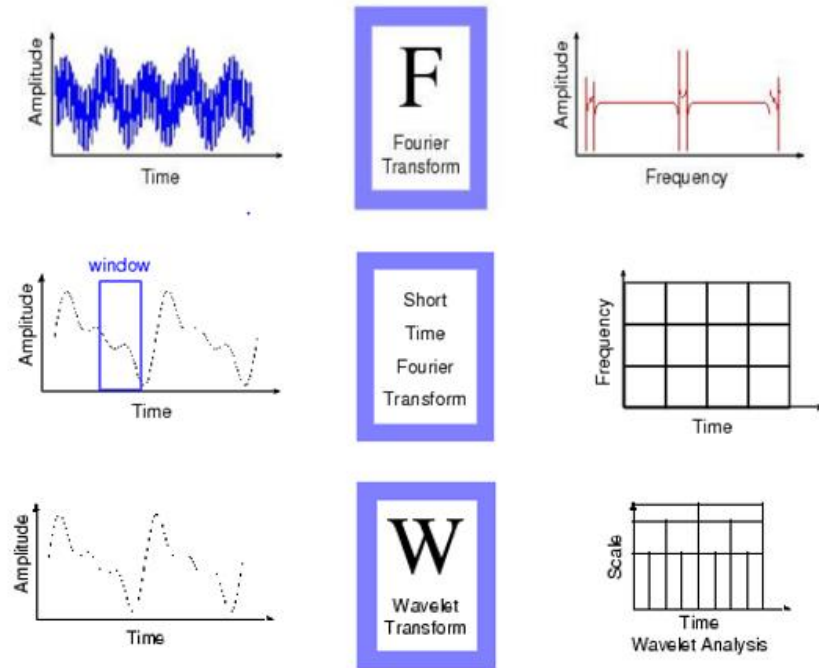 Amplitude
Time
F
Fourier
Transform
Amplitude
Frequency
window
Amplitude
Time
Short
Time
Fourier
Transform
Frequency
Time
Amplitude
Time
W
Wavelet
Transform
Scale
Time
Wavelet Analysis